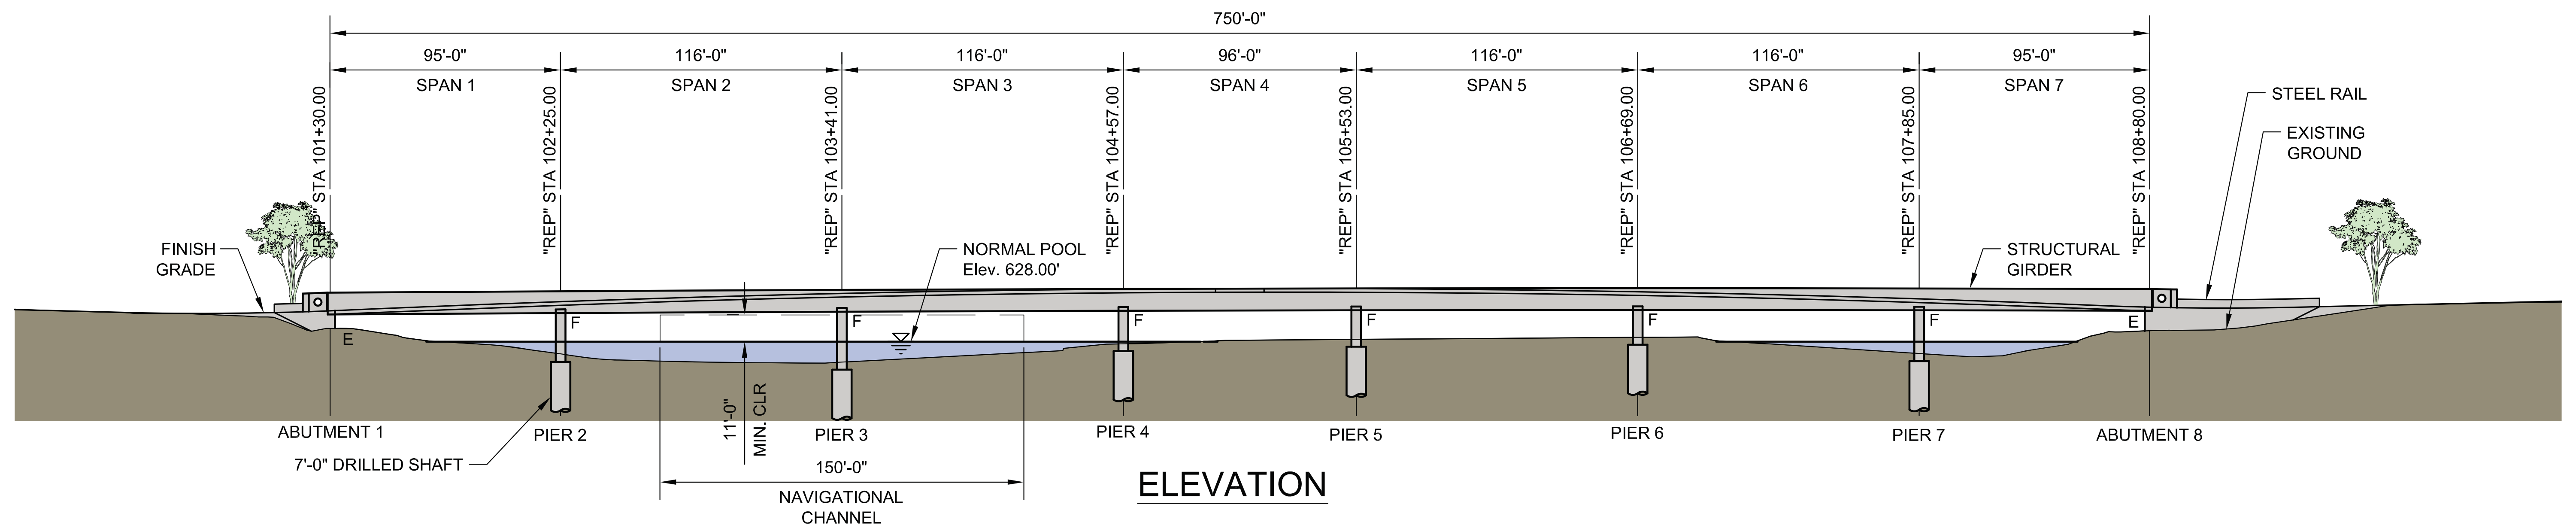 750'-0"
95'-0"
116'-0"
116'-0"
96'-0"
116'-0"
116'-0"
95'-0"
SPAN 1
SPAN 2
SPAN 3
SPAN 4
SPAN 5
SPAN 6
SPAN 7
"REP" STA 101+30.00
"REP" STA 102+25.00
"REP" STA 103+41.00
"REP" STA 104+57.00
"REP" STA 105+53.00
"REP" STA 106+69.00
"REP" STA 107+85.00
"REP" STA 108+80.00
STEEL RAIL
EXISTING
GROUND
FINISH
GRADE
NORMAL POOL
Elev. 628.00'
STRUCTURAL
GIRDER
E
F
F
F
F
F
F
E
ABUTMENT 1
PIER 2
PIER 3
PIER 4
PIER 5
PIER 6
PIER 7
ABUTMENT 8
11'-0"
MIN. CLR
7'-0" DRILLED SHAFT
150'-0"
NAVIGATIONAL
CHANNEL
ELEVATION